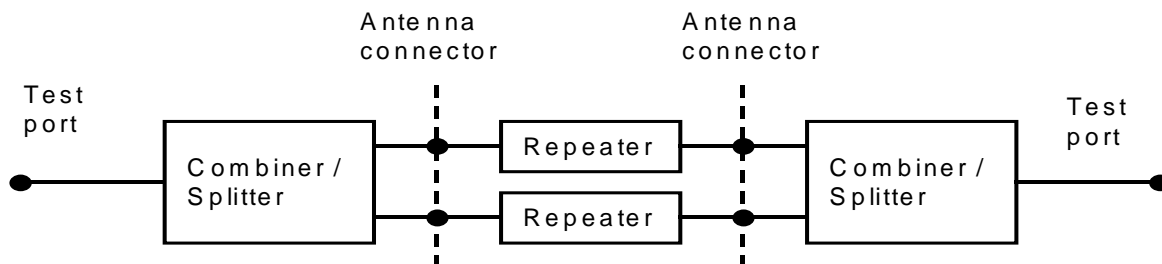 Antenna
connector
Antenna
connector
Test
port
Test
port
Combiner/
Splitter
Repeater
Repeater
Combiner/
Splitter